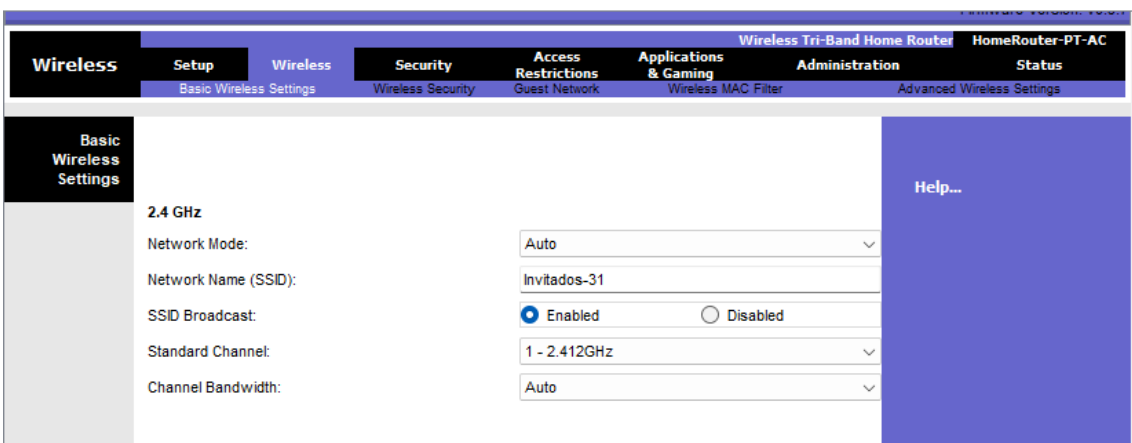 Wireless Tri-Band Home Router HomeRouter-PT-AC
Wireless Setup Wireless Security Access Restrictions Applications & Gaming Administration Status
Basic Wireless Settings Wireless Security Guest Network Wireless MAC Filter Advanced Wireless Settings
Basic
Wireless
Settings
Help...
2.4 GHz
Network Mode: Auto
Network Name (SSID): Invitados-31
SSID Broadcast: Enabled Disabled
Standard Channel: 1 - 2.412GHz
Channel Bandwidth: Auto